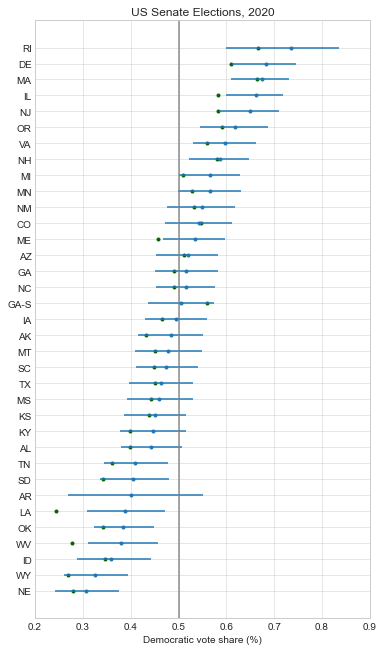 US Senate Elections, 2020
RI
DE
MA
IL
NJ
OR
VA
NH
MI
MN
NM
CO
ME
AZ
GA
NC
GA-S
IA
AK
MT
SC
TX
MS
KS
KY
AL
TN
SD
AR
LA
OK
WV
ID
WY
NE
0.2 0.3 0.4 0.5 0.6 0.7 0.8 0.9
Democratic vote share (%)